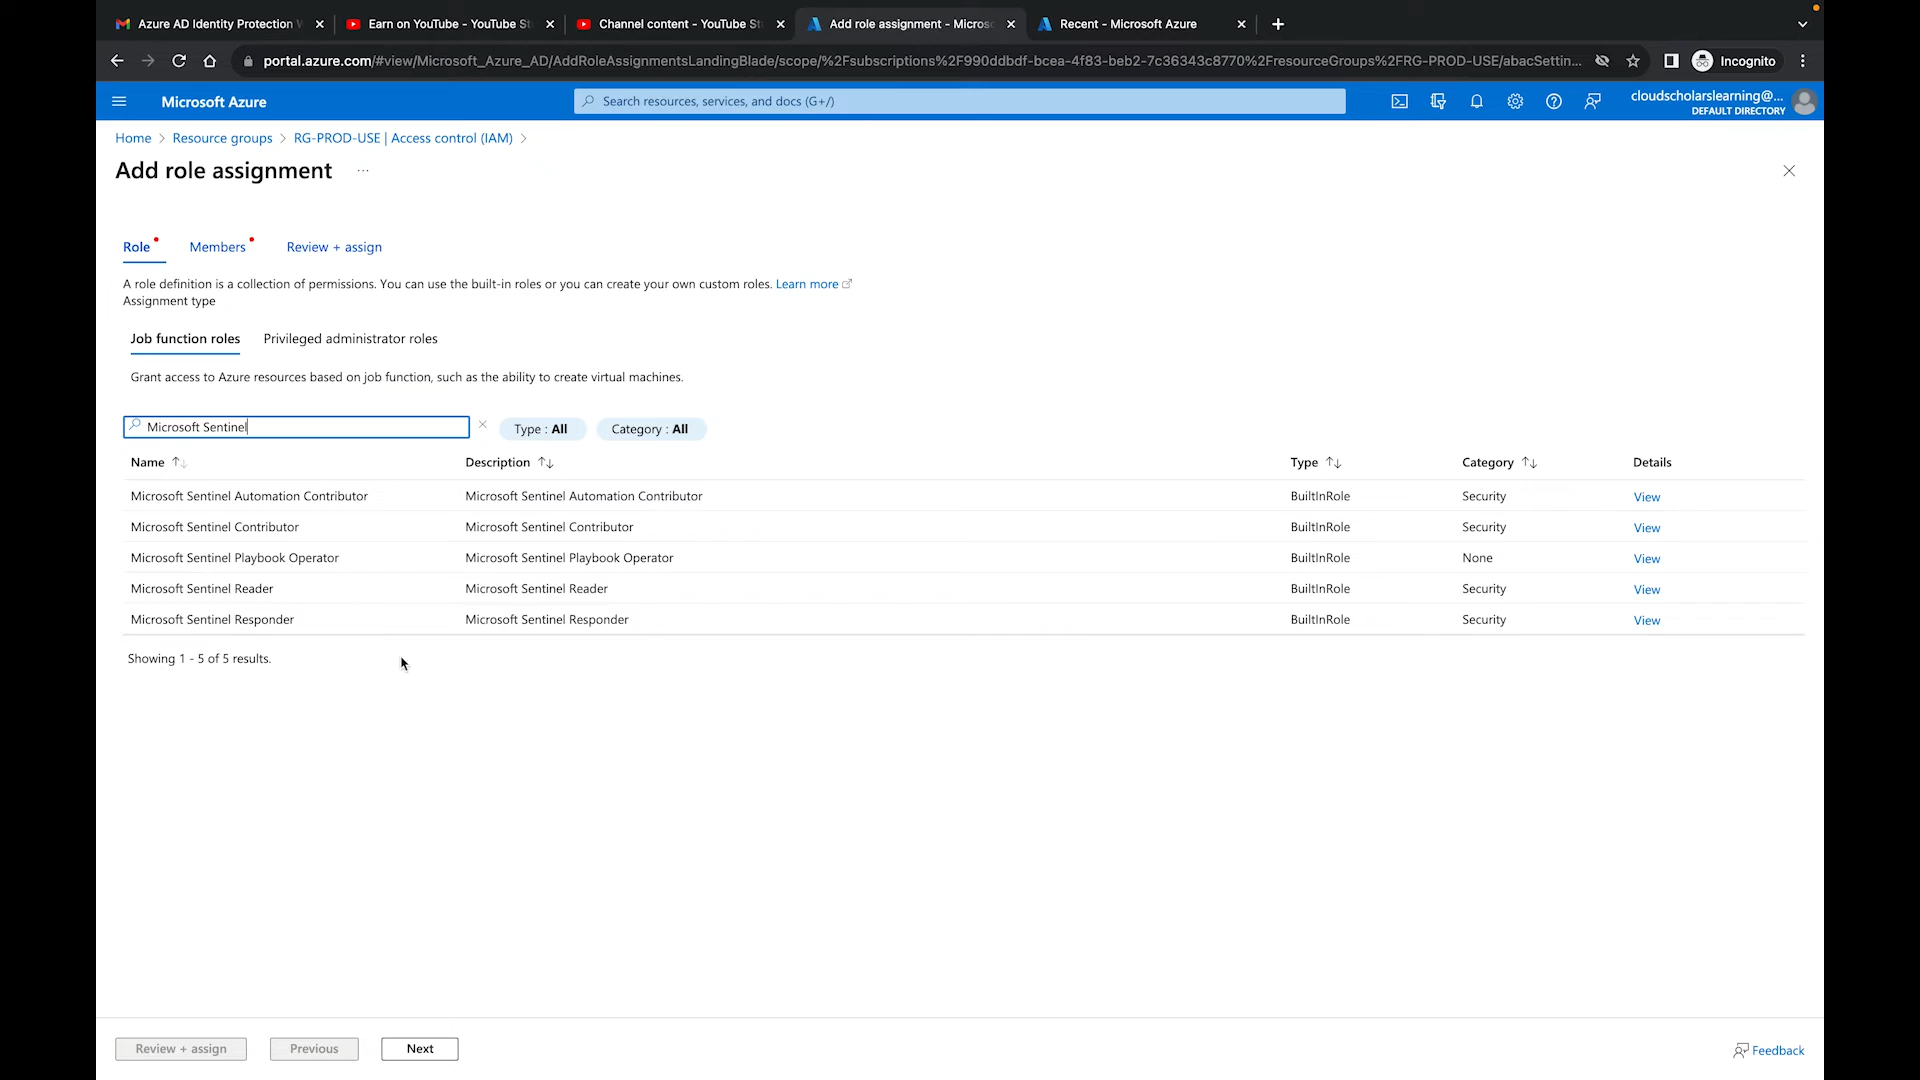 Azure AD Identity Protection W
Earn on YouTube - YouTube St
Channel content - YouTube St
Add role assignment - Micros
Recent - Microsoft Azure
portal.azure.com/#view/Microsoft_Azure_AD/AddRoleAssignmentsLandingBlade/scope/%2Fsubscriptions%2F990ddbdf-bcea-4f83-beb2-7c36343c8770%2FresourceGroups%2FRG-PROD-USE/abacSettin...
Incognito
Microsoft Azure
Search resources, services, and docs (G+/)
cloudscholarslearning@...
DEFAULT DIRECTORY
Home > Resource groups > RG-PROD-USE | Access control (IAM) >
Add role assignment ...
Role Members Review + assign
A role definition is a collection of permissions. You can use the built-in roles or you can create your own custom roles. Learn more
Assignment type
Job function roles Privileged administrator roles
Grant access to Azure resources based on job function, such as the ability to create virtual machines.
Microsoft Sentinel Type : All Category : All
Name Description Type Category Details
Microsoft Sentinel Automation Contributor Microsoft Sentinel Automation Contributor BuiltInRole Security View
Microsoft Sentinel Contributor Microsoft Sentinel Contributor BuiltInRole Security View
Microsoft Sentinel Playbook Operator Microsoft Sentinel Playbook Operator BuiltInRole None View
Microsoft Sentinel Reader Microsoft Sentinel Reader BuiltInRole Security View
Microsoft Sentinel Responder Microsoft Sentinel Responder BuiltInRole Security View
Showing 1 - 5 of 5 results.
Review + assign Previous Next Feedback